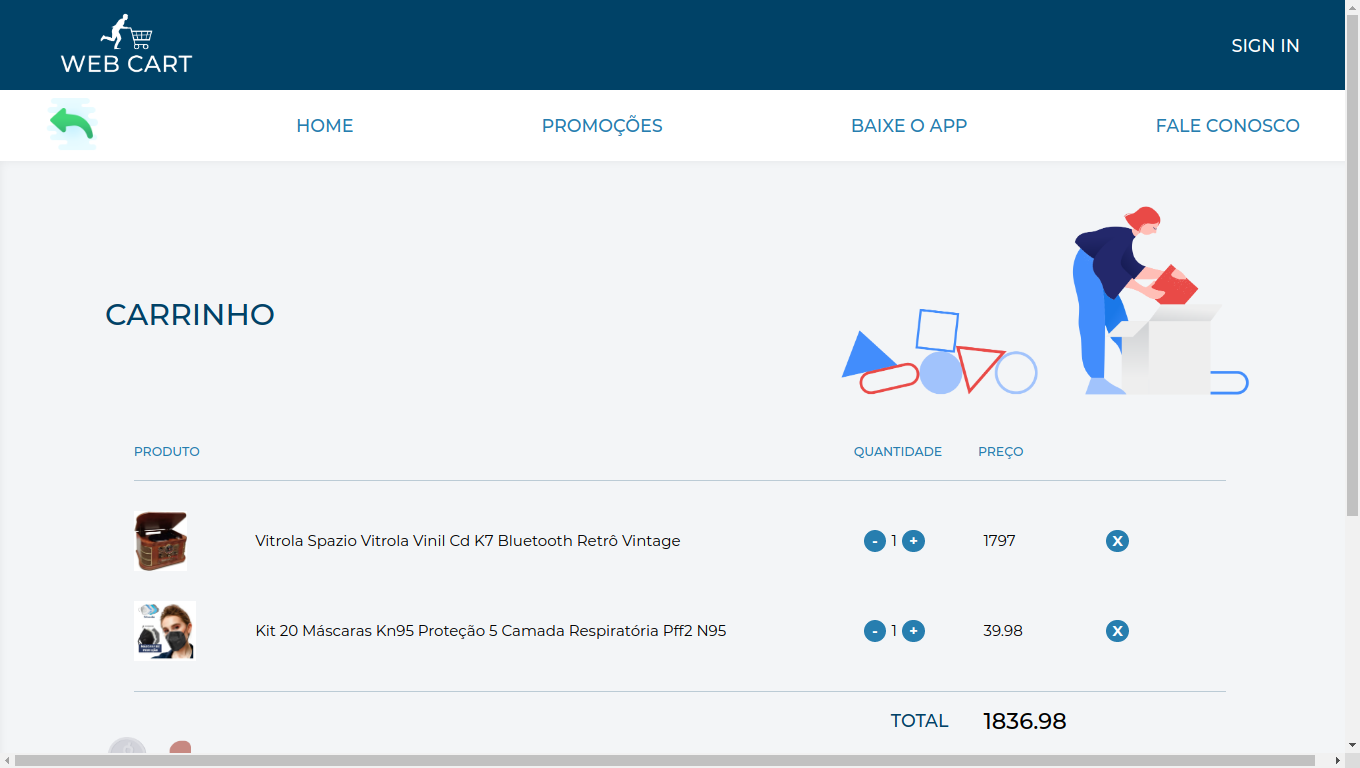 WEB CART
SIGN IN
HOME
PROMOÇÕES
BAIXE O APP
FALE CONOSCO
CARRINHO
PRODUTO
QUANTIDADE
PREÇO
Vitrola Spazio Vitrola Vinil Cd K7 Bluetooth Retrô Vintage
- 1 +
1797
X
Kit 20 Máscaras Kn95 Proteção 5 Camada Respiratória Pff2 N95
- 1 +
39.98
X
TOTAL
1836.98